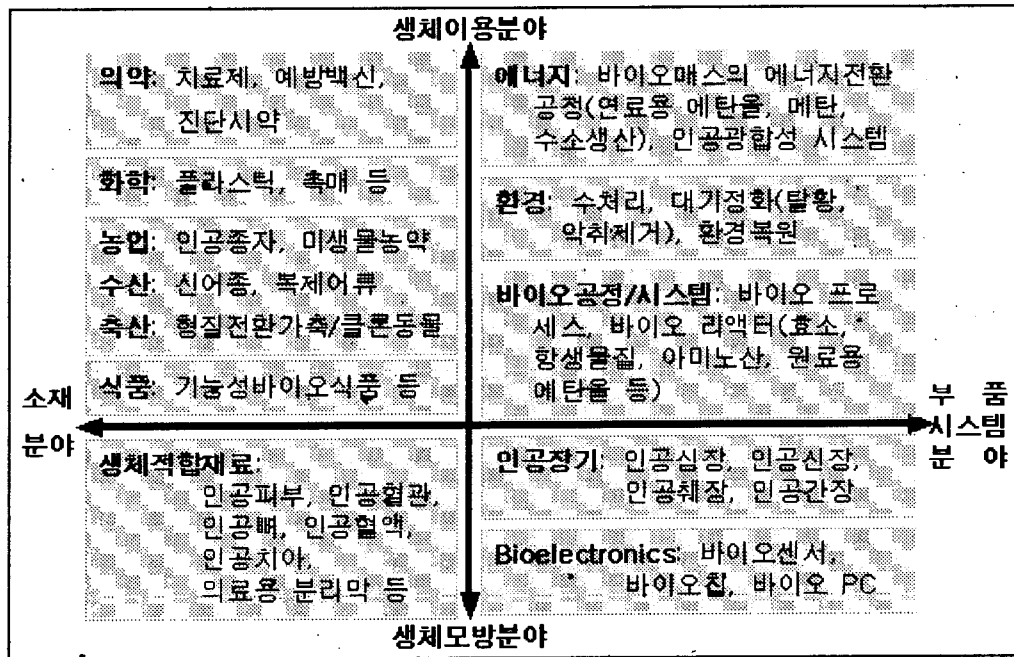 생체이용분야
의약: 치료제, 예방백신,
진단시약
화학: 플라스틱, 촉매 등
농업: 인공종자, 미생물농약
수산: 신어종, 복제어류
축산: 형질전환가축/클론동물
식품: 기능성바이오식품 등
에너지: 바이오매스의 에너지전환
공정(연료용 에탄올, 메탄,
수소생산), 인공광합성 시스템
환경: 수처리, 대기정화(탈황,
악취제거), 환경복원
바이오공정/시스템: 바이오 프로
세스, 바이오 리액터(효소,
항생물질, 아미노산, 원료용
에탄올 등)
소재
분야
부 품
시스템
분 야
생체적합재료:
인공피부, 인공혈관,
인공뼈, 인공혈액,
인공치아,
의료용 분리막 등
인공장기: 인공심장, 인공신장,
인공췌장, 인공간장
Bioelectronics: 바이오센서,
바이오칩, 바이오 PC
생체모방분야